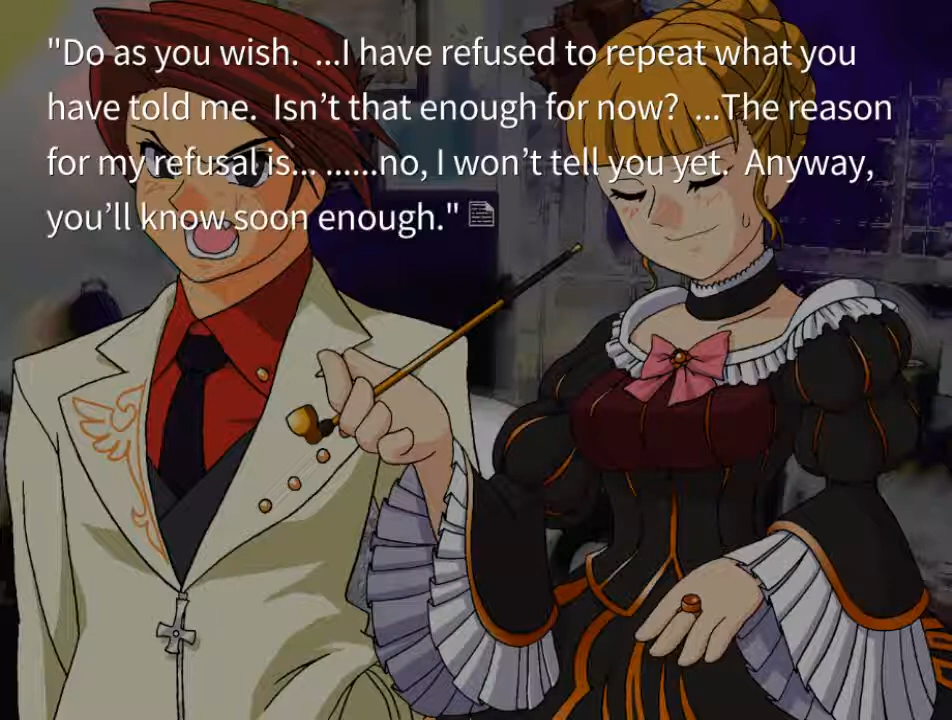 "Do as you wish. ...I have refused to repeat what you
have told me. Isn't that enough for now? ...The reason
for my refusal is... ......no, I won't tell you yet. Anyway,
you'll know soon enough."